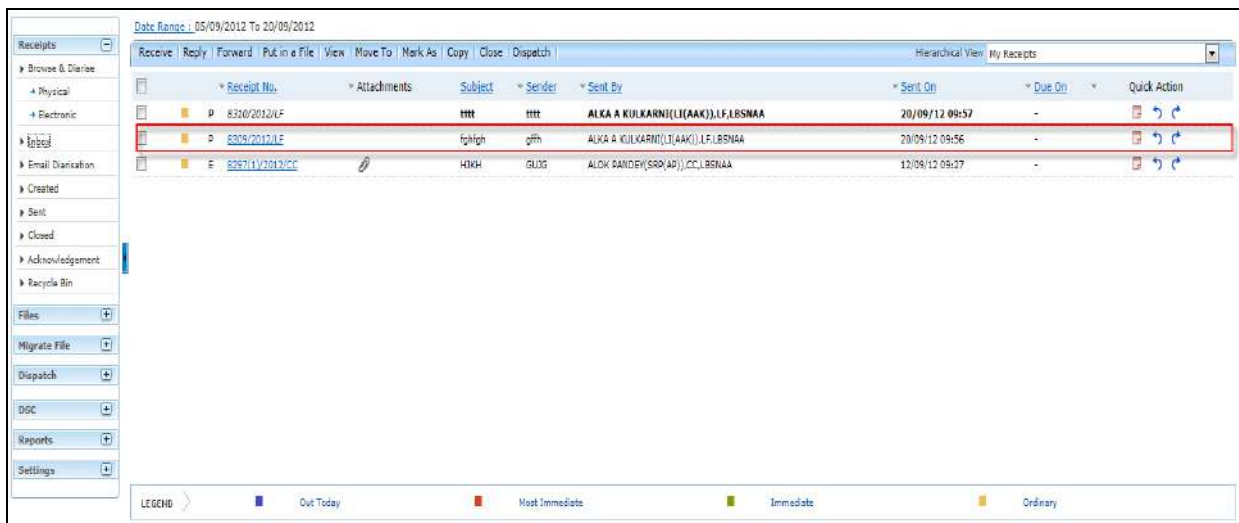 Date Range : 05/09/2012 To 20/09/2012
Receipts
Browse & Diarise
Physical
Electronic
Inbox
Email Diarisation
Created
Sent
Closed
Acknowledgement
Recycle Bin
Files
Migrate File
Dispatch
DSC
Reports
Settings
Receive Reply Forward Put in a File View Move To Mark As Copy Close Dispatch Hierarchical View My Receipts
Receipt No. Attachments Subject Sender Sent By Sent On Due On Quick Action
P 8310/2012/LF tttt tttt ALKA A KULKARNI(LI(AAK)),LF,LBSNAA 20/09/12 09:57 -
P 8309/2012/LF fghfgh gffh ALKA A KULKARNI(LI(AAK)),LF,LBSNAA 20/09/12 09:56 -
E 8297(1)/2012/CC HJKH GUJG ALOK PANDEY(SRP(AP)),CC,LBSNAA 12/09/12 09:27 -
LEGEND Out Today Most Immediate Immediate Ordinary